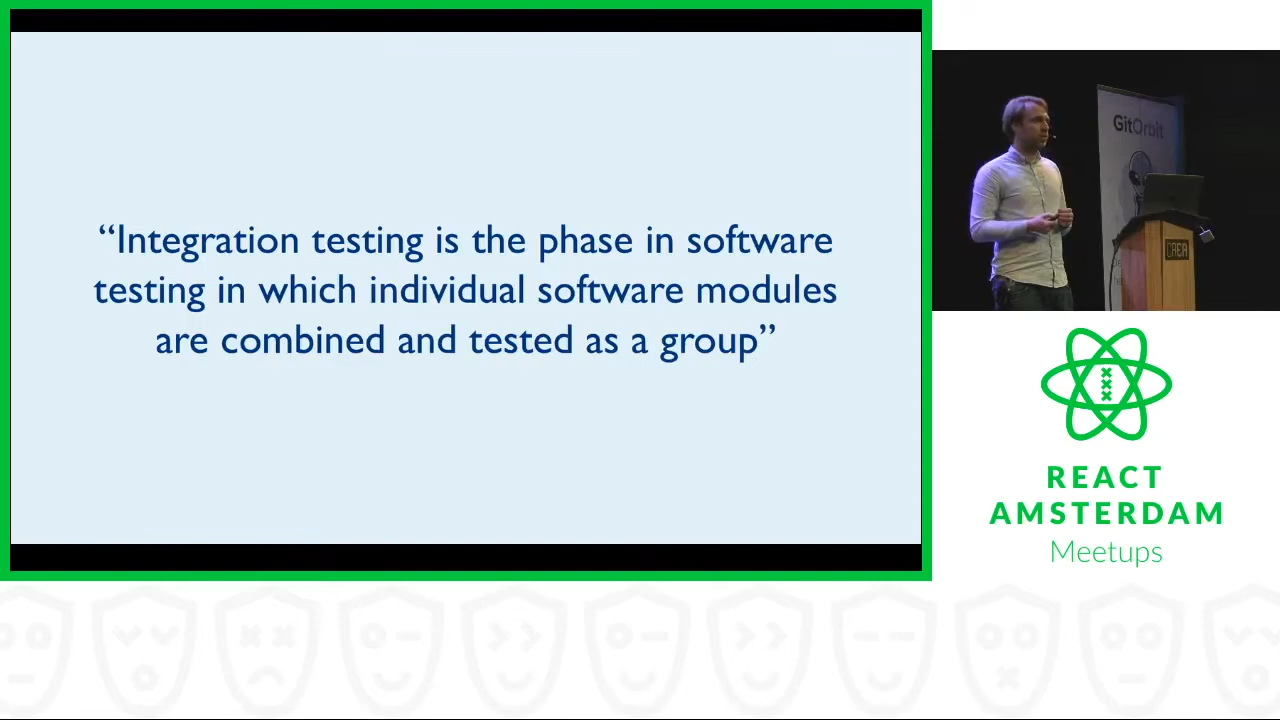 “Integration testing is the phase in software
testing in which individual software modules
are combined and tested as a group”
GitOrbit
CREA
REACT
AMSTERDAM
Meetups